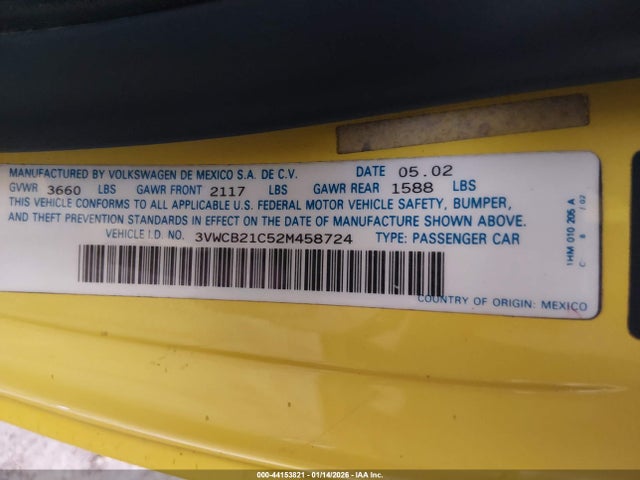 MANUFACTURED BY VOLKSWAGEN DE MEXICO S.A. DE C.V. DATE 05.02
GVWR 3660 LBS GAWR FRONT 2117 LBS GAWR REAR 1588 LBS
THIS VEHICLE CONFORMS TO ALL APPLICABLE U.S. FEDERAL MOTOR VEHICLE SAFETY, BUMPER,
AND THEFT PREVENTION STANDARDS IN EFFECT ON THE DATE OF MANUFACTURE SHOWN ABOVE.
VEHICLE I.D. NO. 3VWCB21C52M458724 TYPE: PASSENGER CAR
COUNTRY OF ORIGIN: MEXICO
1HM 010 205 A
000-44153821 - 01/14/2026 - IAA Inc.